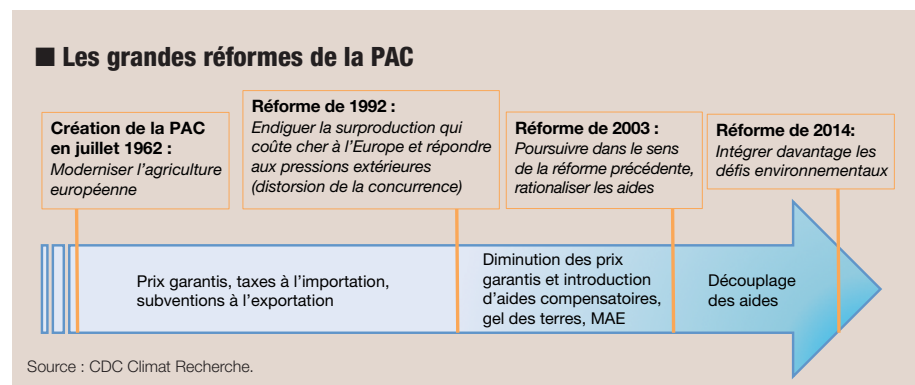 ■ Les grandes réformes de la PAC
Création de la PAC
en juillet 1962 :
Moderniser l'agriculture
européenne
Réforme de 1992 :
Endiguer la surproduction qui
coûte cher à l'Europe et répondre
aux pressions extérieures
(distorsion de la concurrence)
Réforme de 2003 :
Poursuivre dans le sens
de la réforme précédente,
rationaliser les aides
Réforme de 2014:
Intégrer davantage les
défis environnementaux
Prix garantis, taxes à l'importation,
subventions à l'exportation
Diminution des prix
garantis et introduction
d'aides compensatoires,
gel des terres, MAE
Découplage
des aides
Source : CDC Climat Recherche.